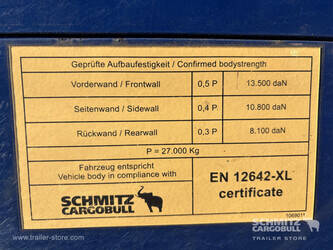 Geprüfte Aufbaufestigkeit / Confirmed bodystrength
Vorderwand / Frontwall 0,5 P 13.500 daN
Seitenwand / Sidewall 0,4 P 10.800 daN
Rückwand / Rearwall 0,3 P 8.100 daN
P = 27.000 Kg
Fahrzeug entspricht
Vehicle body in compliance with
EN 12642-XL
certificate
SCHMITZ
CARGOBULL
1069011
trailer-store.com
SCHMITZ CARGOBULL
TRAILER STORE